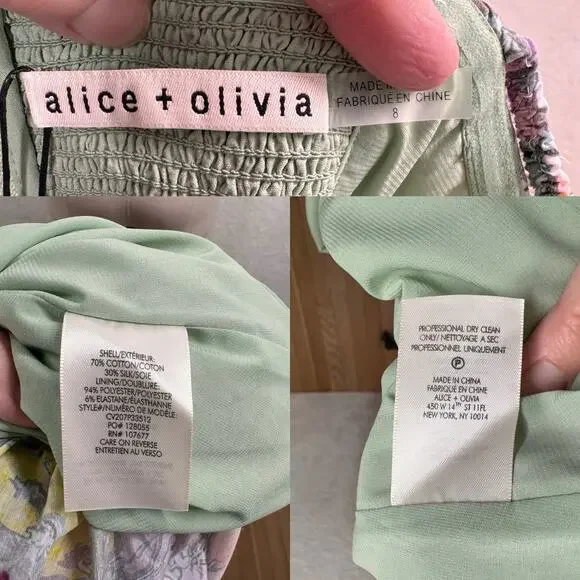 alice + olivia
MADE IN
FABRIQUÉ EN CHINE
8
SHELL/EXTÉRIEUR:
70% COTTON/COTON
30% SILK/SOIE
LINING/DOUBLURE:
94% POLYESTER/POLYESTER
6% ELASTANE/ÉLASTHANNE
STYLE#/NUMÉRO DE MODÈLE:
CV207P33512
PO# 128055
RN# 107677
CARE ON REVERSE
ENTRETIEN AU VERSO
PROFESSIONAL DRY CLEAN
ONLY/ NETTOYAGE A SEC
PROFESSIONNEL UNIQUEMENT
P
MADE IN CHINA
FABRIQUÉ EN CHINE
ALICE + OLIVIA
450 W 14TH ST 11FL
NEW YORK, NY 10014